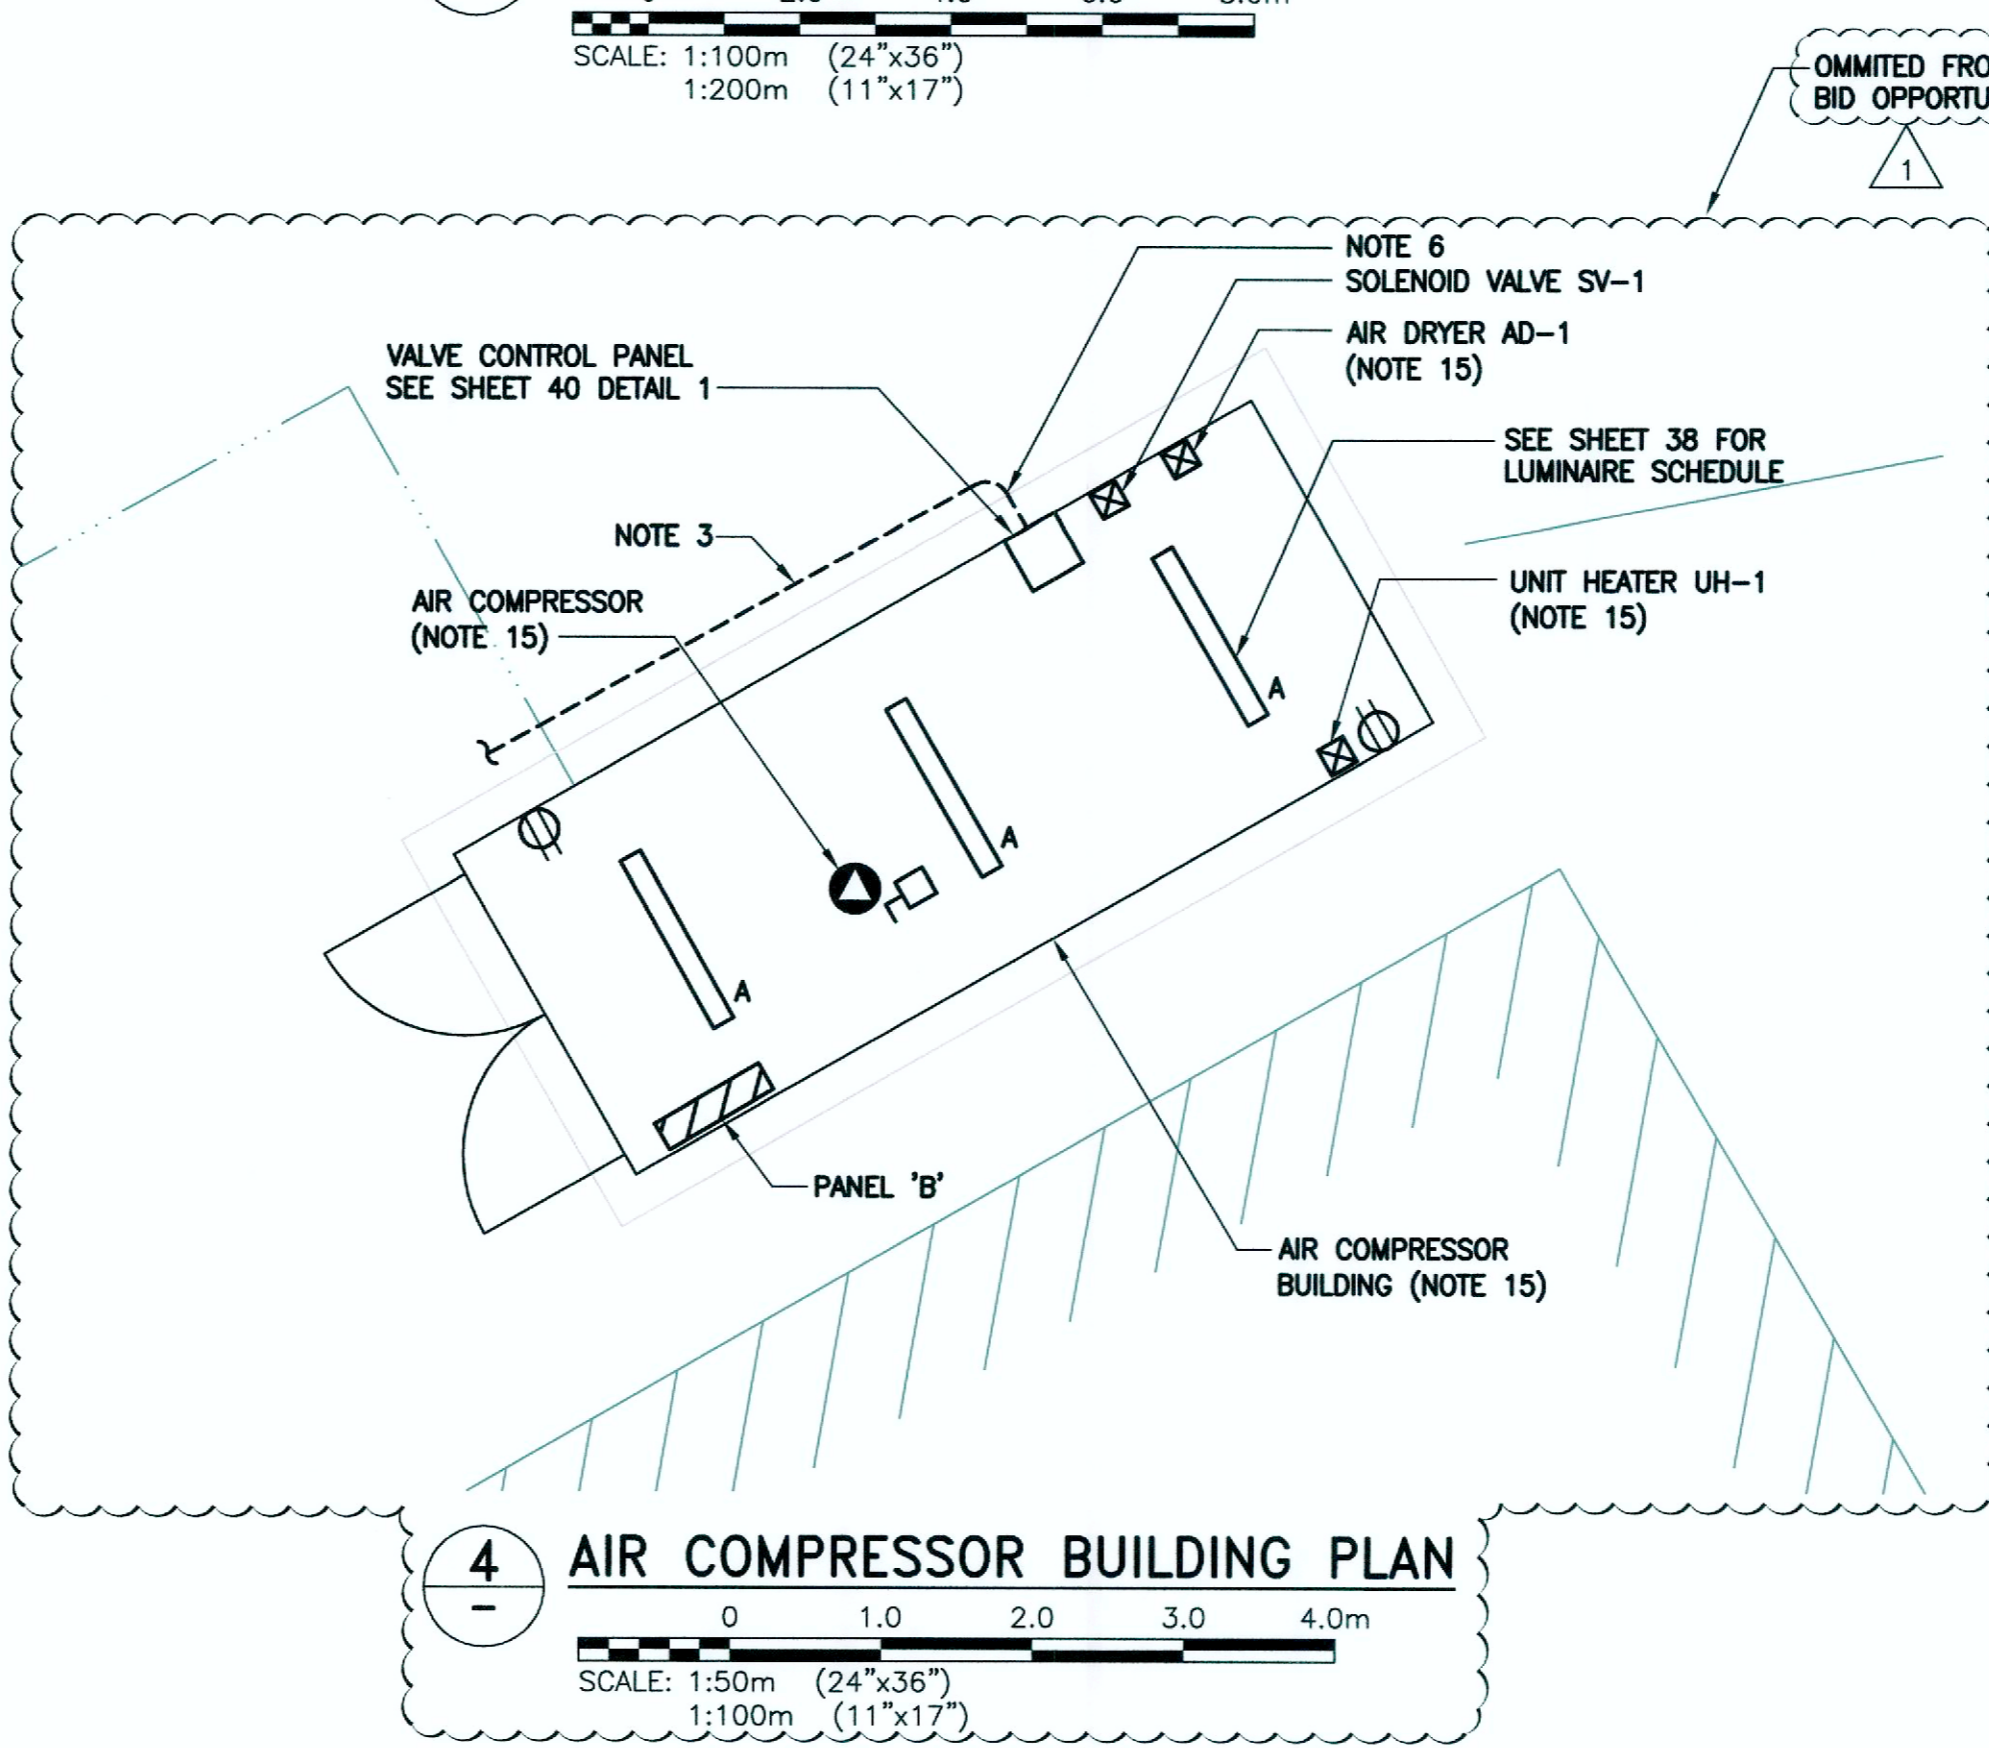 SCALE: 1:100m (24"x36")
1:200m (11"x17")
OMMITED
BID
1
NOTE 6
SOLENOID VALVE SV-1
AIR DRYER AD-1
(NOTE 15)
VALVE CONTROL PANEL
SEE SHEET 40 DETAIL 1
SEE SHEET 38 FOR
LUMINAIRE SCHEDULE
NOTE 3
AIR COMPRESSOR
(NOTE 15)
UNIT HEATER UH-1
(NOTE 15)
A
A
A
PANEL 'B'
AIR COMPRESSOR
BUILDING (NOTE 15)
4
-
AIR COMPRESSOR BUILDING PLAN
0 1.0 2.0 3.0 4.0m
SCALE: 1:50m (24"x36")
1:100m (11"x17")